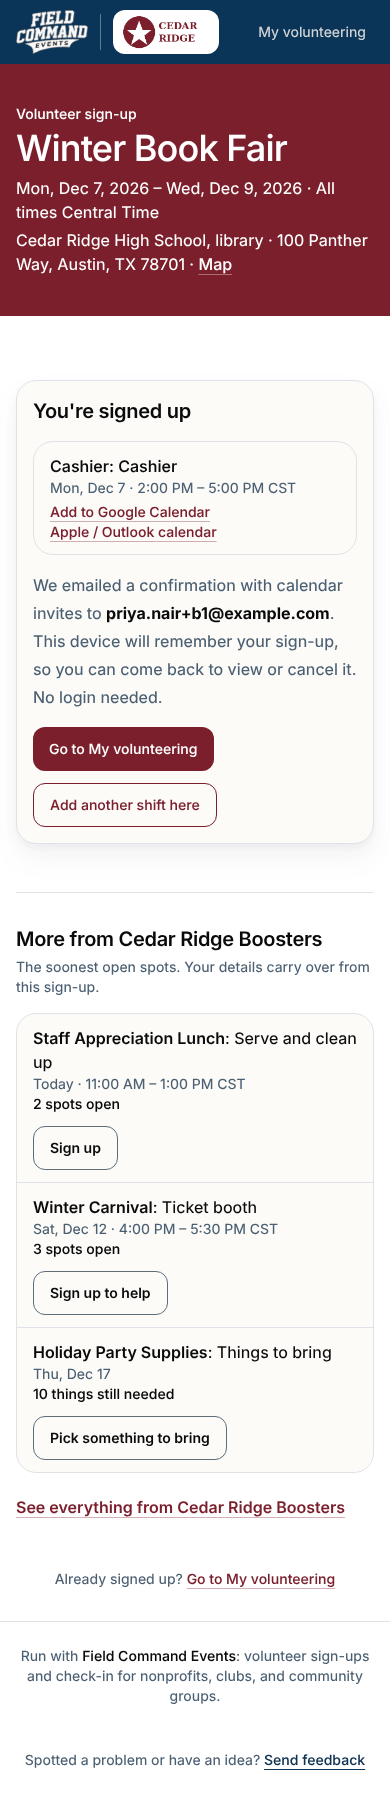 FIELD
COMMAND
EVENTS
CEDAR
RIDGE
My volunteering
Volunteer sign-up
Winter Book Fair
Mon, Dec 7, 2026 – Wed, Dec 9, 2026 · All
times Central Time
Cedar Ridge High School, library · 100 Panther
Way, Austin, TX 78701 · Map
You're signed up
Cashier: Cashier
Mon, Dec 7 · 2:00 PM – 5:00 PM CST
Add to Google Calendar
Apple / Outlook calendar
We emailed a confirmation with calendar
invites to priya.nair+b1@example.com.
This device will remember your sign-up,
so you can come back to view or cancel it.
No login needed.
Go to My volunteering
Add another shift here
More from Cedar Ridge Boosters
The soonest open spots. Your details carry over from
this sign-up.
Staff Appreciation Lunch: Serve and clean
up
Today · 11:00 AM – 1:00 PM CST
2 spots open
Sign up
Winter Carnival: Ticket booth
Sat, Dec 12 · 4:00 PM – 5:30 PM CST
3 spots open
Sign up to help
Holiday Party Supplies: Things to bring
Thu, Dec 17
10 things still needed
Pick something to bring
See everything from Cedar Ridge Boosters
Already signed up? Go to My volunteering
Run with Field Command Events: volunteer sign-ups
and check-in for nonprofits, clubs, and community
groups.
Spotted a problem or have an idea? Send feedback